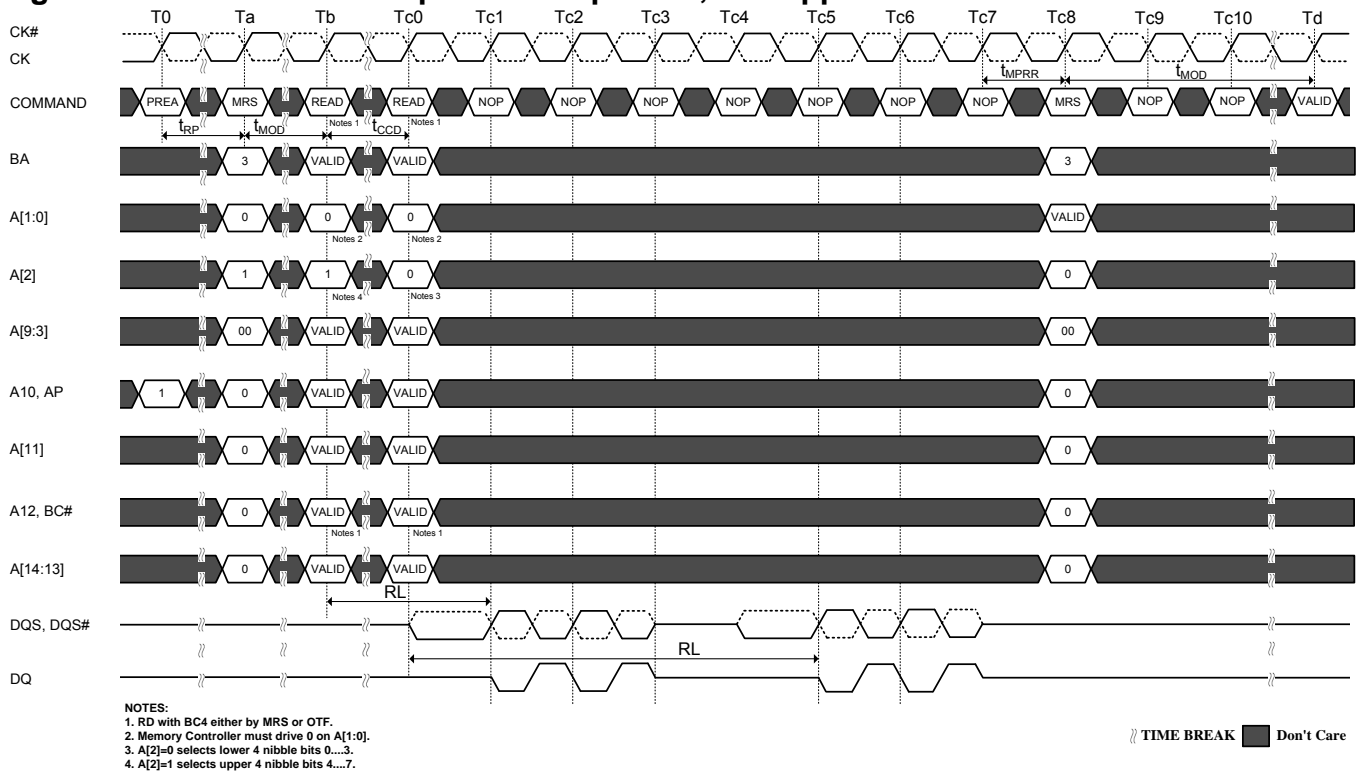 T0 Ta Tb Tc0 Tc1 Tc2 Tc3 Tc4 Tc5 Tc6 Tc7 Tc8 Tc9 Tc10 Td
CK#
CK
tMPRR tMOD
COMMAND PREA MRS READ READ NOP NOP NOP NOP NOP NOP NOP MRS NOP NOP VALID
Notes 1 Notes 1
tRP tMOD tCCD
BA 3 VALID VALID 3
A[1:0] 0 0 0 VALID
Notes 2 Notes 2
A[2] 1 1 0 0
Notes 4 Notes 3
A[9:3] 00 VALID VALID 00
A10, AP 1 0 VALID VALID 0
A[11] 0 VALID VALID 0
A12, BC# 0 VALID VALID 0
Notes 1 Notes 1
A[14:13] 0 VALID VALID 0
RL
DQS, DQS#
RL
DQ
NOTES:
1. RD with BC4 either by MRS or OTF.
2. Memory Controller must drive 0 on A[1:0].
3. A[2]=0 selects lower 4 nibble bits 0....3.
4. A[2]=1 selects upper 4 nibble bits 4....7.
TIME BREAK Don't Care